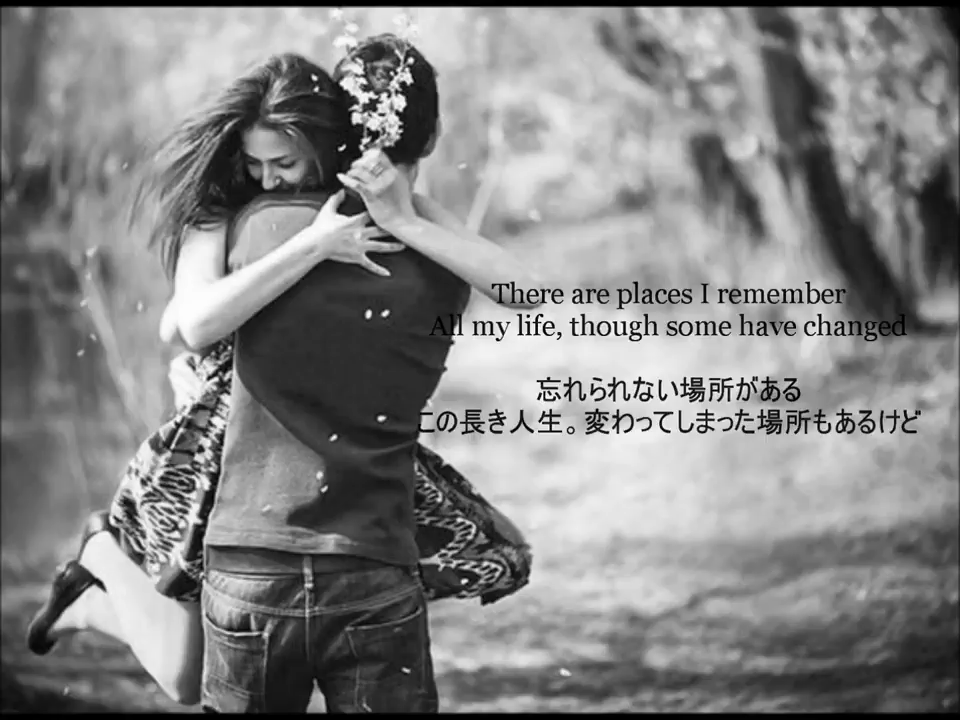 There are places I remember
All my life, though some have changed
忘れられない場所がある
この長き人生。変わってしまった場所もあるけど